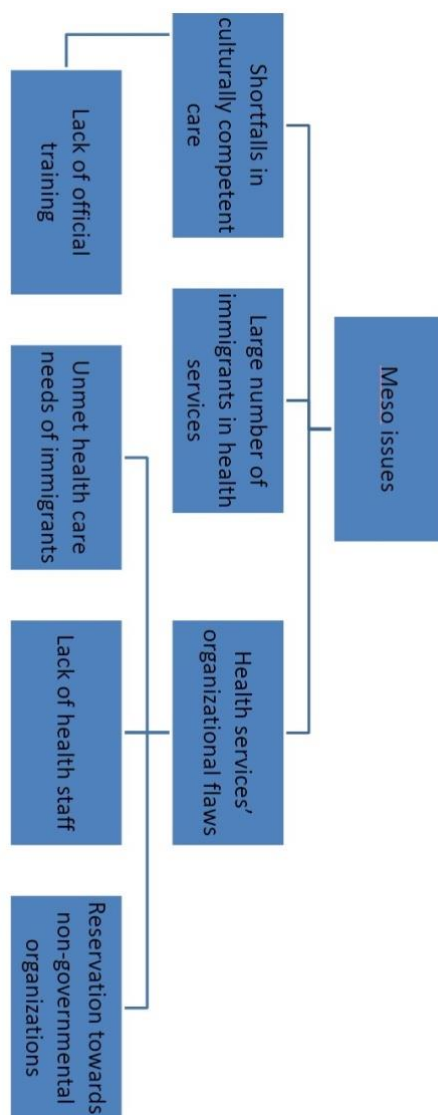 Meso issues
Shortfalls in
culturally competent
care
Large number of
immigrants in health
services
Health services’
organizational flaws
Lack of official
training
Unmet health care
needs of immigrants
Lack of health staff
Reservation towards
non-governmental
organizations